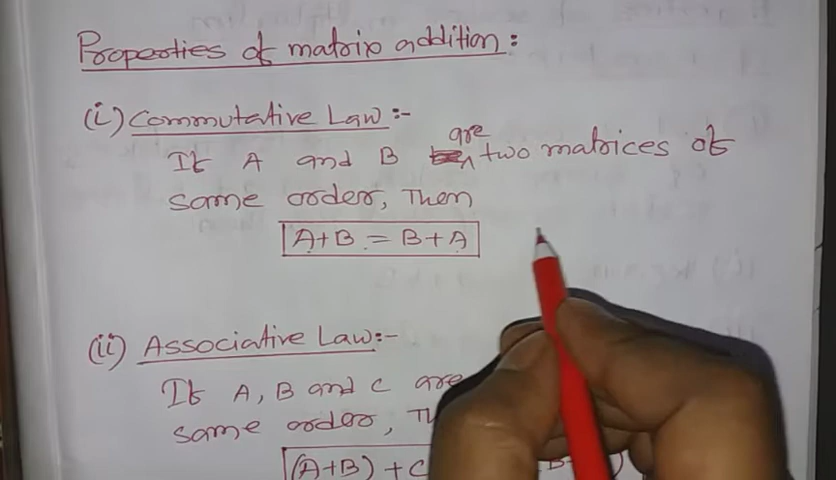 Properties of matrix addition:
(i) Commutative Law:-
If A and B are two matrices of
same order, Then
A+B = B+A
(ii) Associative Law:-
If A, B and C are
same order,
(A+B)+C